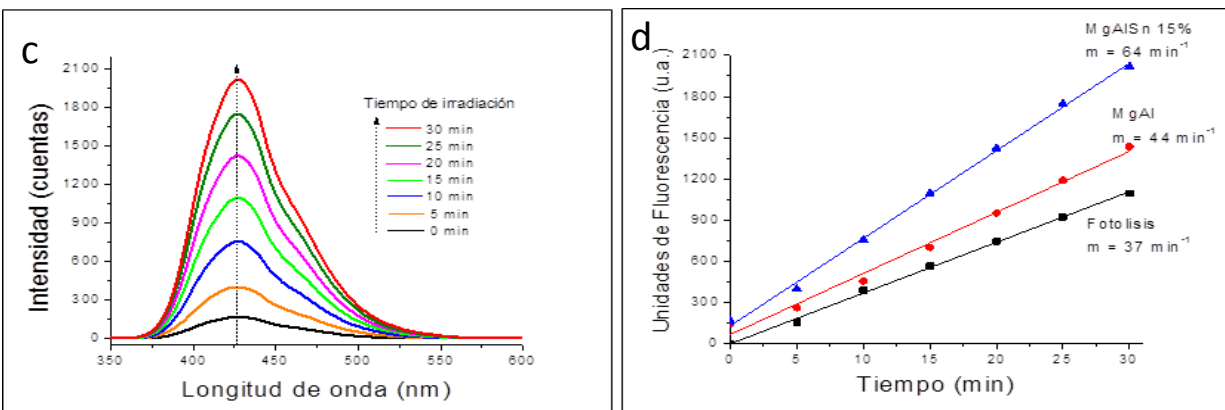 c
Intensidad (cuentas)
2100
1800
1500
1200
900
600
300
0
350
400
450
500
550
600
Longitud de onda (nm)
Tiempo de irradiación
30 min
25 min
20 min
15 min
10 min
5 min
0 min
d
Unidades de Fluorescencia (u.a.)
2100
1800
1500
1200
900
600
300
0
0
5
10
15
20
25
30
Tiempo (min)
MgAlSn 15%
m = 64 min⁻¹
MgAl
m = 44 min⁻¹
Fotolisis
m = 37 min⁻¹